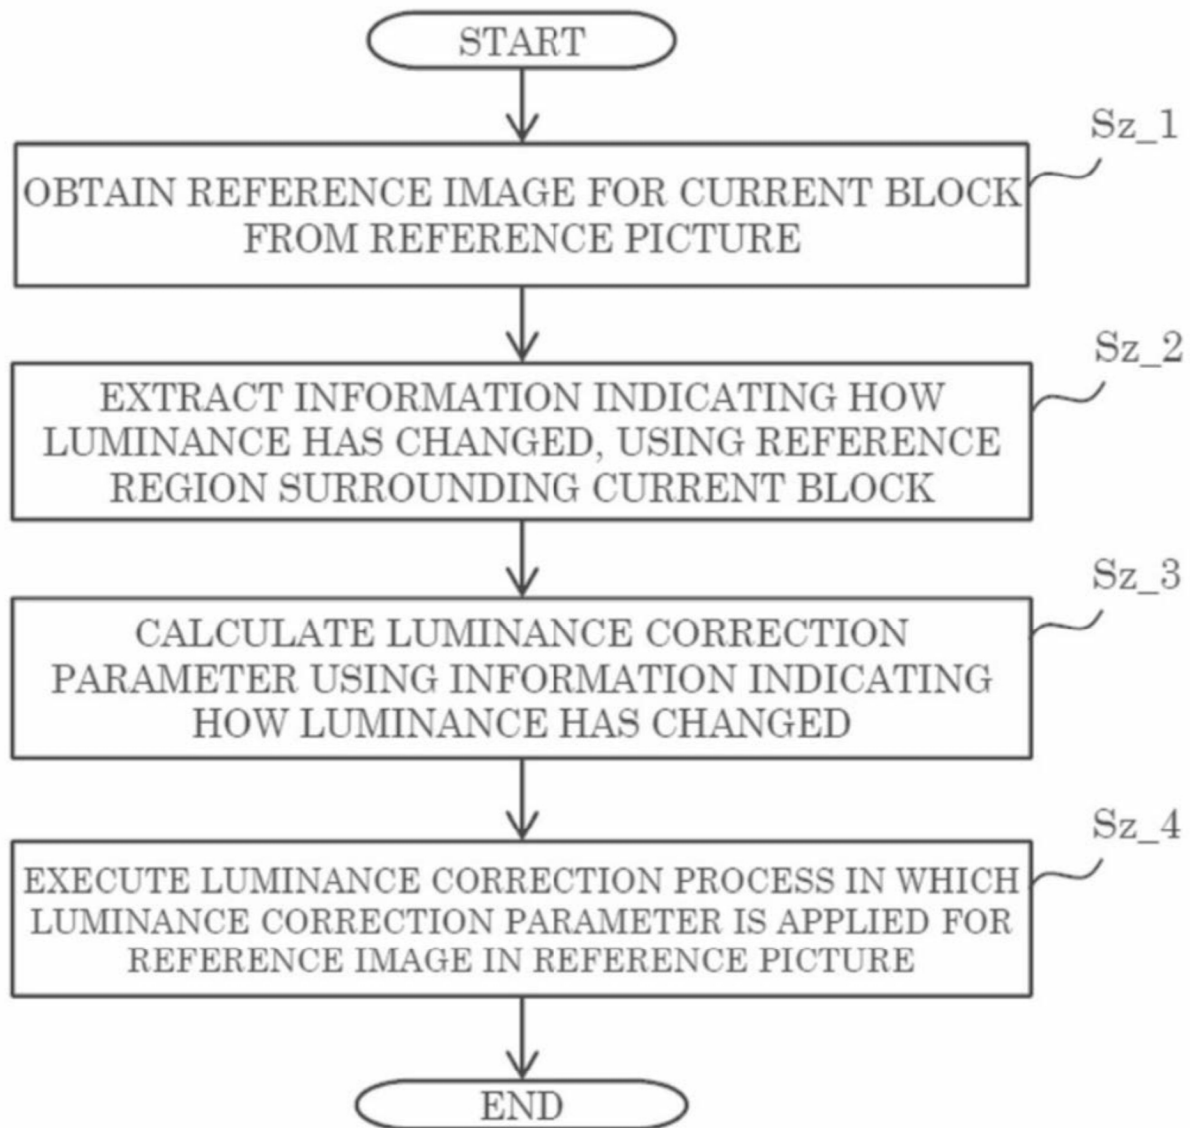 START
Sz_1
OBTAIN REFERENCE IMAGE FOR CURRENT BLOCK
FROM REFERENCE PICTURE
Sz_2
EXTRACT INFORMATION INDICATING HOW
LUMINANCE HAS CHANGED, USING REFERENCE
REGION SURROUNDING CURRENT BLOCK
Sz_3
CALCULATE LUMINANCE CORRECTION
PARAMETER USING INFORMATION INDICATING
HOW LUMINANCE HAS CHANGED
Sz_4
EXECUTE LUMINANCE CORRECTION PROCESS IN WHICH
LUMINANCE CORRECTION PARAMETER IS APPLIED FOR
REFERENCE IMAGE IN REFERENCE PICTURE
END